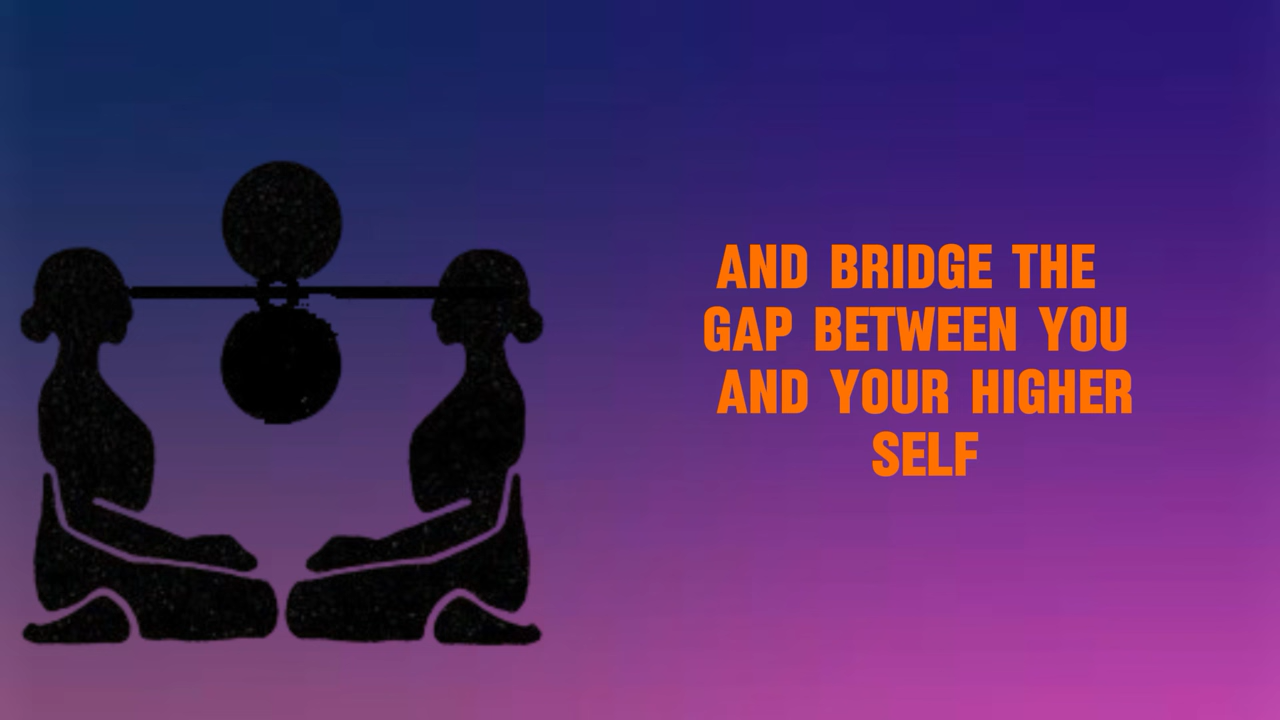 AND BRIDGE THE
GAP BETWEEN YOU
AND YOUR HIGHER
SELF